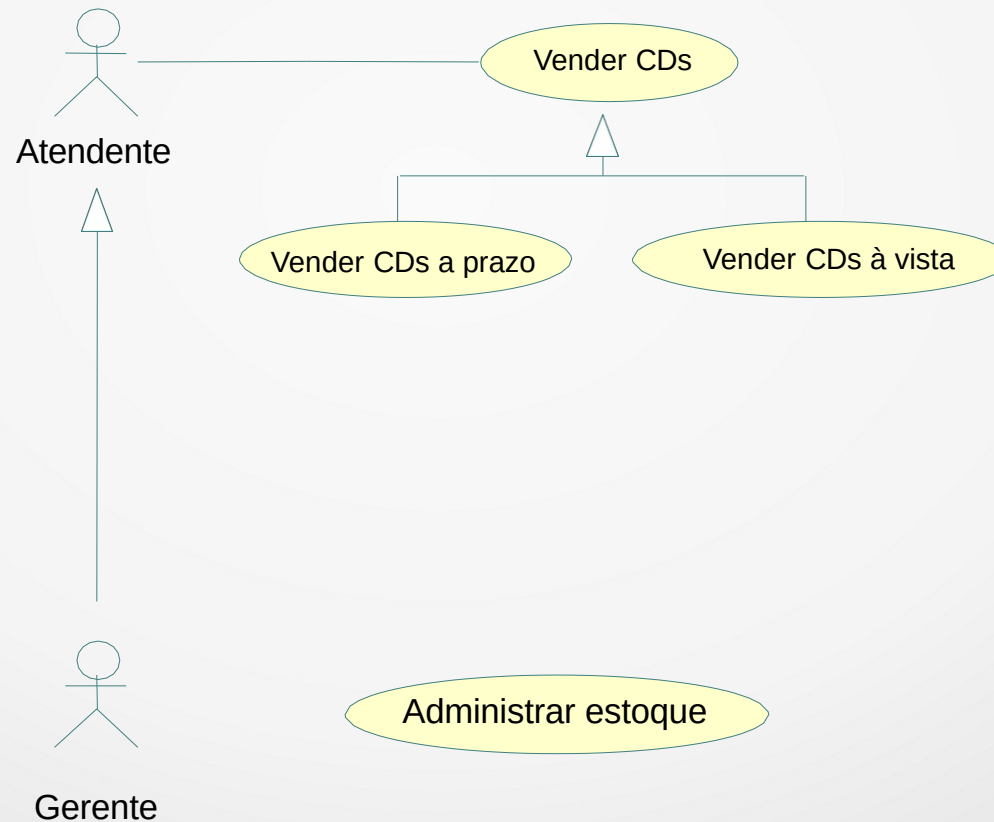 Vender CDs
Atendente
Vender CDs a prazo
Vender CDs à vista
Administrar estoque
Gerente